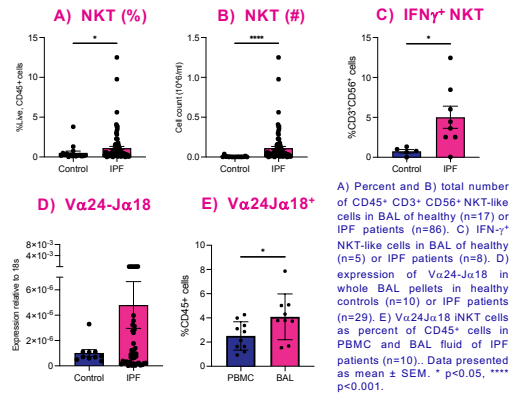 A) NKT (%)
B) NKT (#)
C) IFNγ⁺ NKT
*
****
*
%Live, CD45+ cells
15
10
5
0
Control IPF
Cell count (10^6/ml)
1.5
1.0
0.5
0.0
Control IPF
%CD3⁺CD56⁺ cells
15
10
5
0
Control IPF
D) Vα24-Jα18
E) Vα24Jα18⁺
Expression relative to 18s
8×10⁻³
4×10⁻³
6×10⁻⁶
4×10⁻⁶
2×10⁻⁶
0
Control IPF
*
%CD45+ cells
10
8
6
4
2
0
PBMC BAL
A) Percent and B) total number
of CD45⁺ CD3⁺ CD56⁺ NKT-like
cells in BAL of healthy (n=17) or
IPF patients (n=86). C) IFN-γ⁺
NKT-like cells in BAL of healthy
(n=5) or IPF patients (n=8). D)
expression of Vα24-Jα18 in
whole BAL pellets in healthy
controls (n=10) or IPF patients
(n=29). E) Vα24Jα18 iNKT cells
as percent of CD45⁺ cells in
PBMC and BAL fluid of IPF
patients (n=10).. Data presented
as mean ± SEM. * p<0.05, ****
p<0.001.